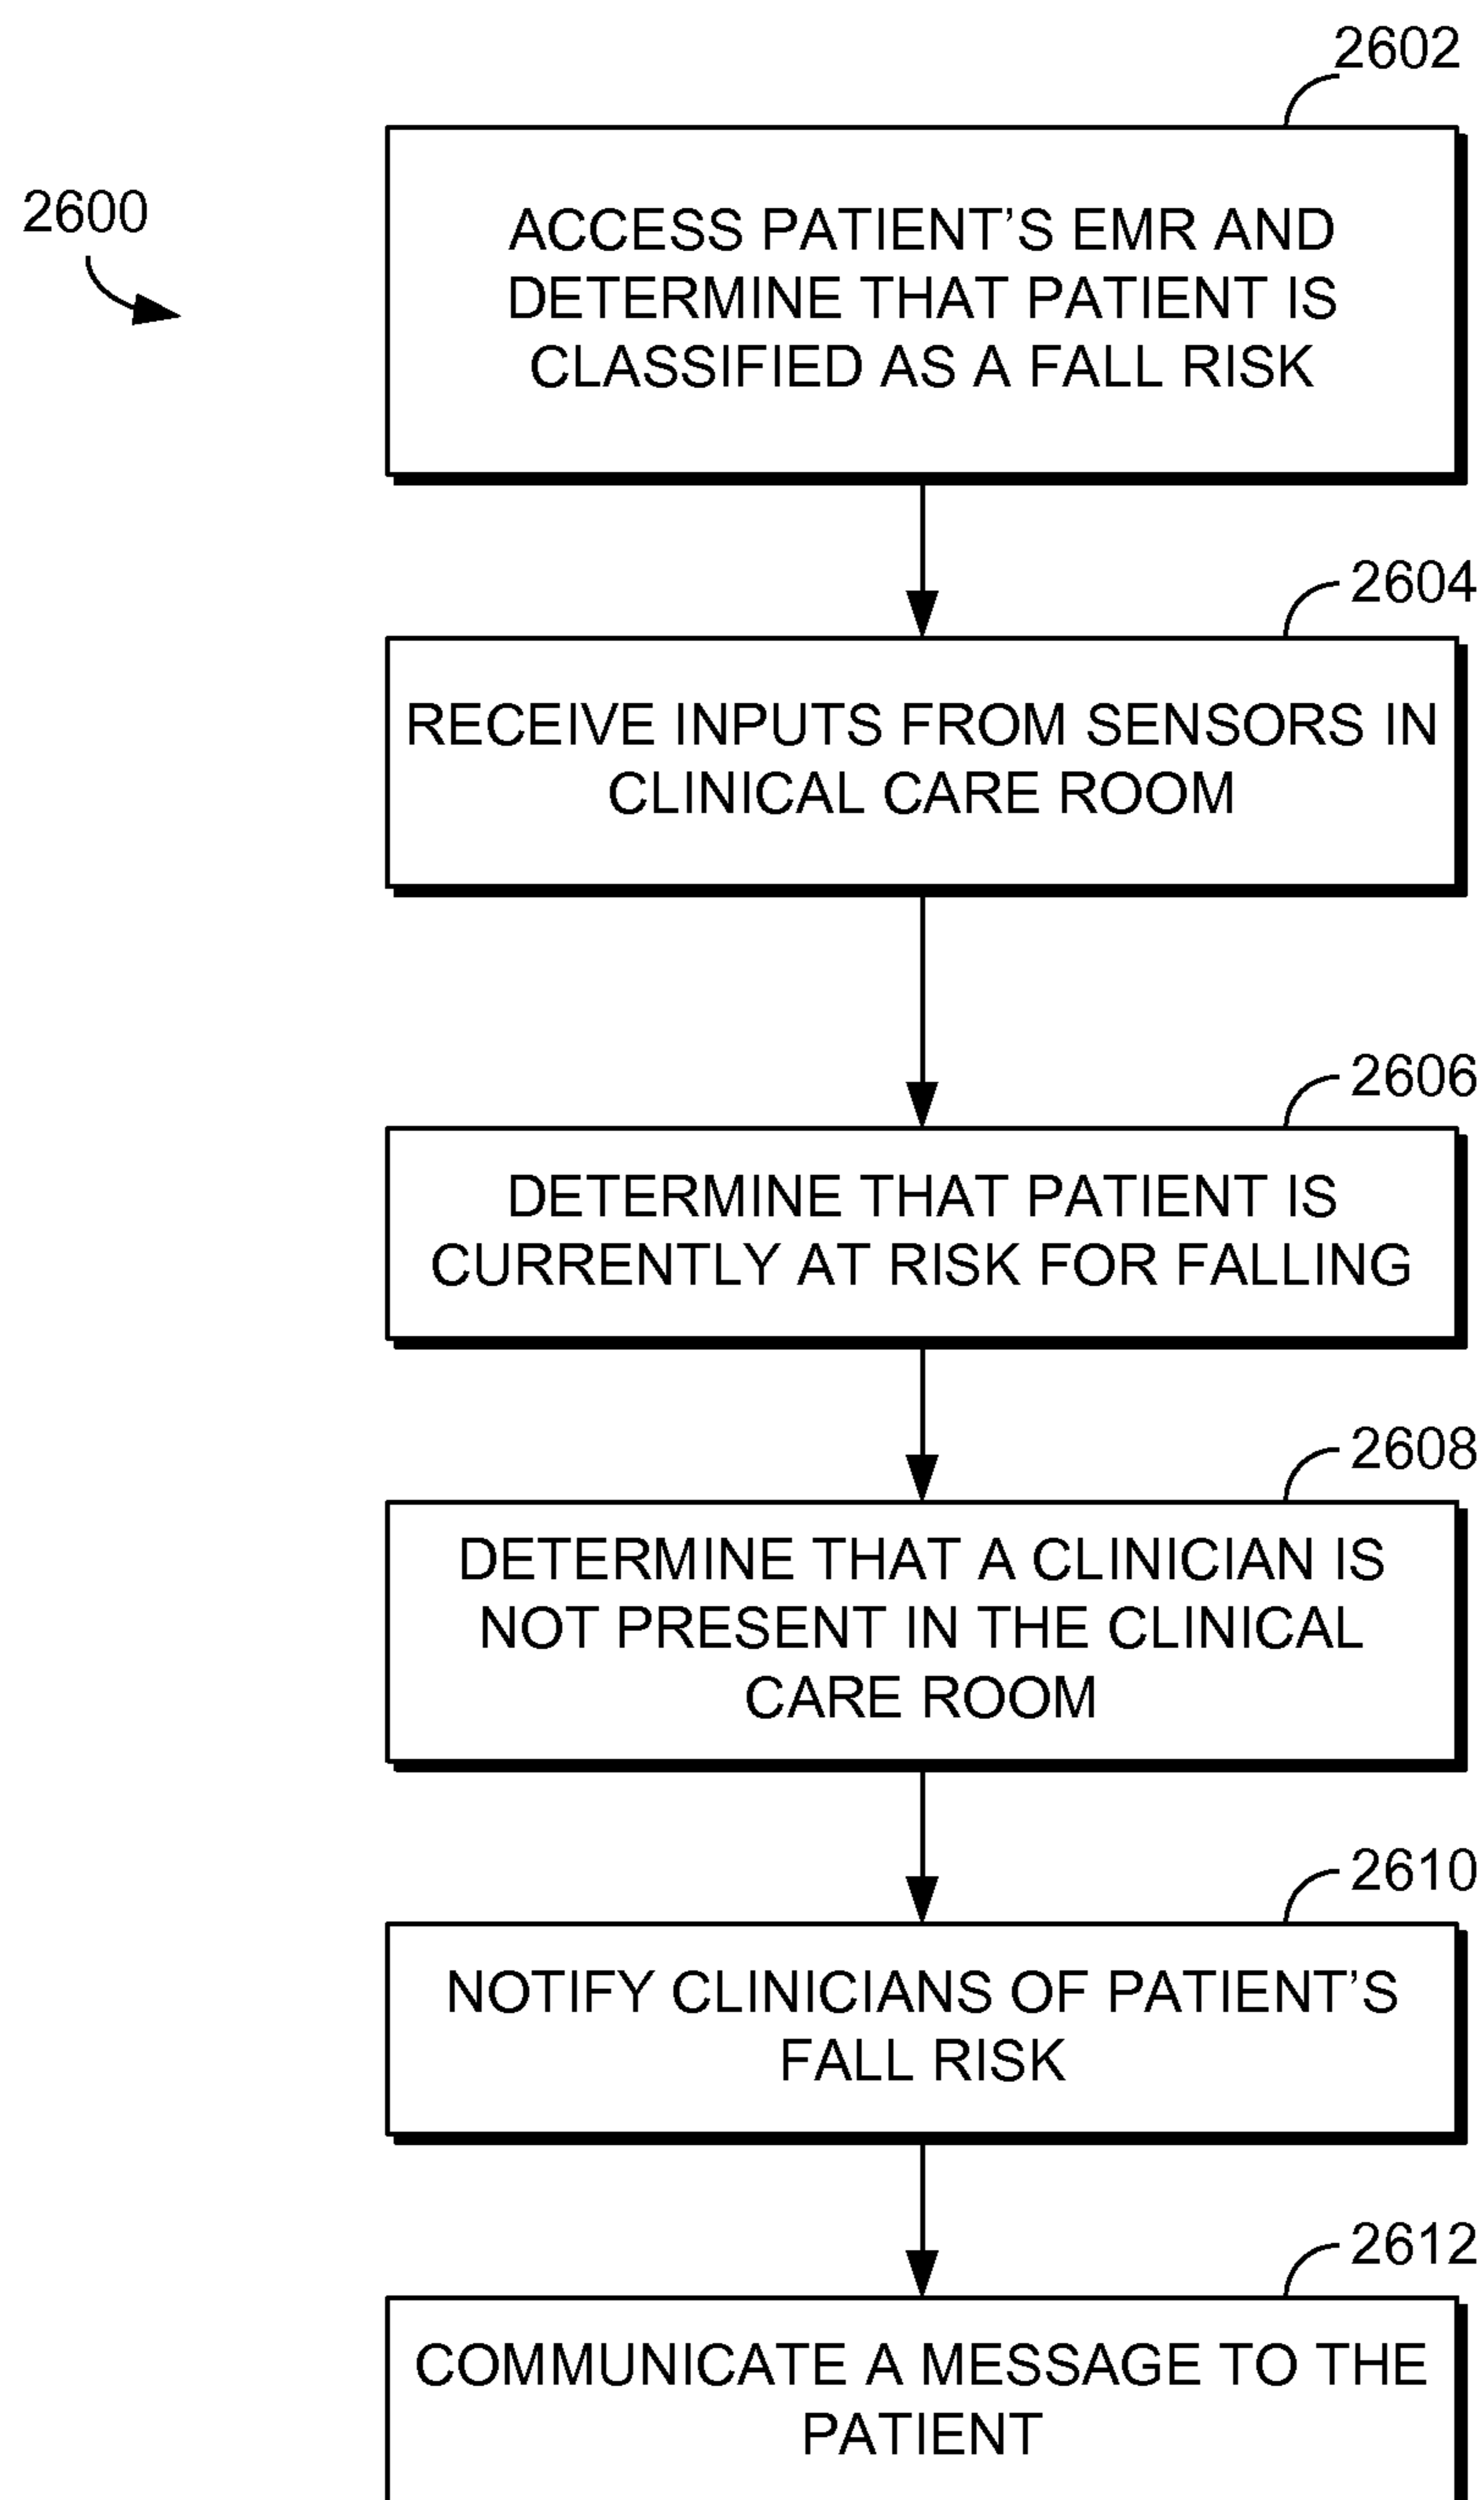 2602
2600
ACCESS PATIENT'S EMR AND
DETERMINE THAT PATIENT IS
CLASSIFIED AS A FALL RISK
2604
RECEIVE INPUTS FROM SENSORS IN
CLINICAL CARE ROOM
2606
DETERMINE THAT PATIENT IS
CURRENTLY AT RISK FOR FALLING
2608
DETERMINE THAT A CLINICIAN IS
NOT PRESENT IN THE CLINICAL
CARE ROOM
2610
NOTIFY CLINICIANS OF PATIENT'S
FALL RISK
2612
COMMUNICATE A MESSAGE TO THE
PATIENT